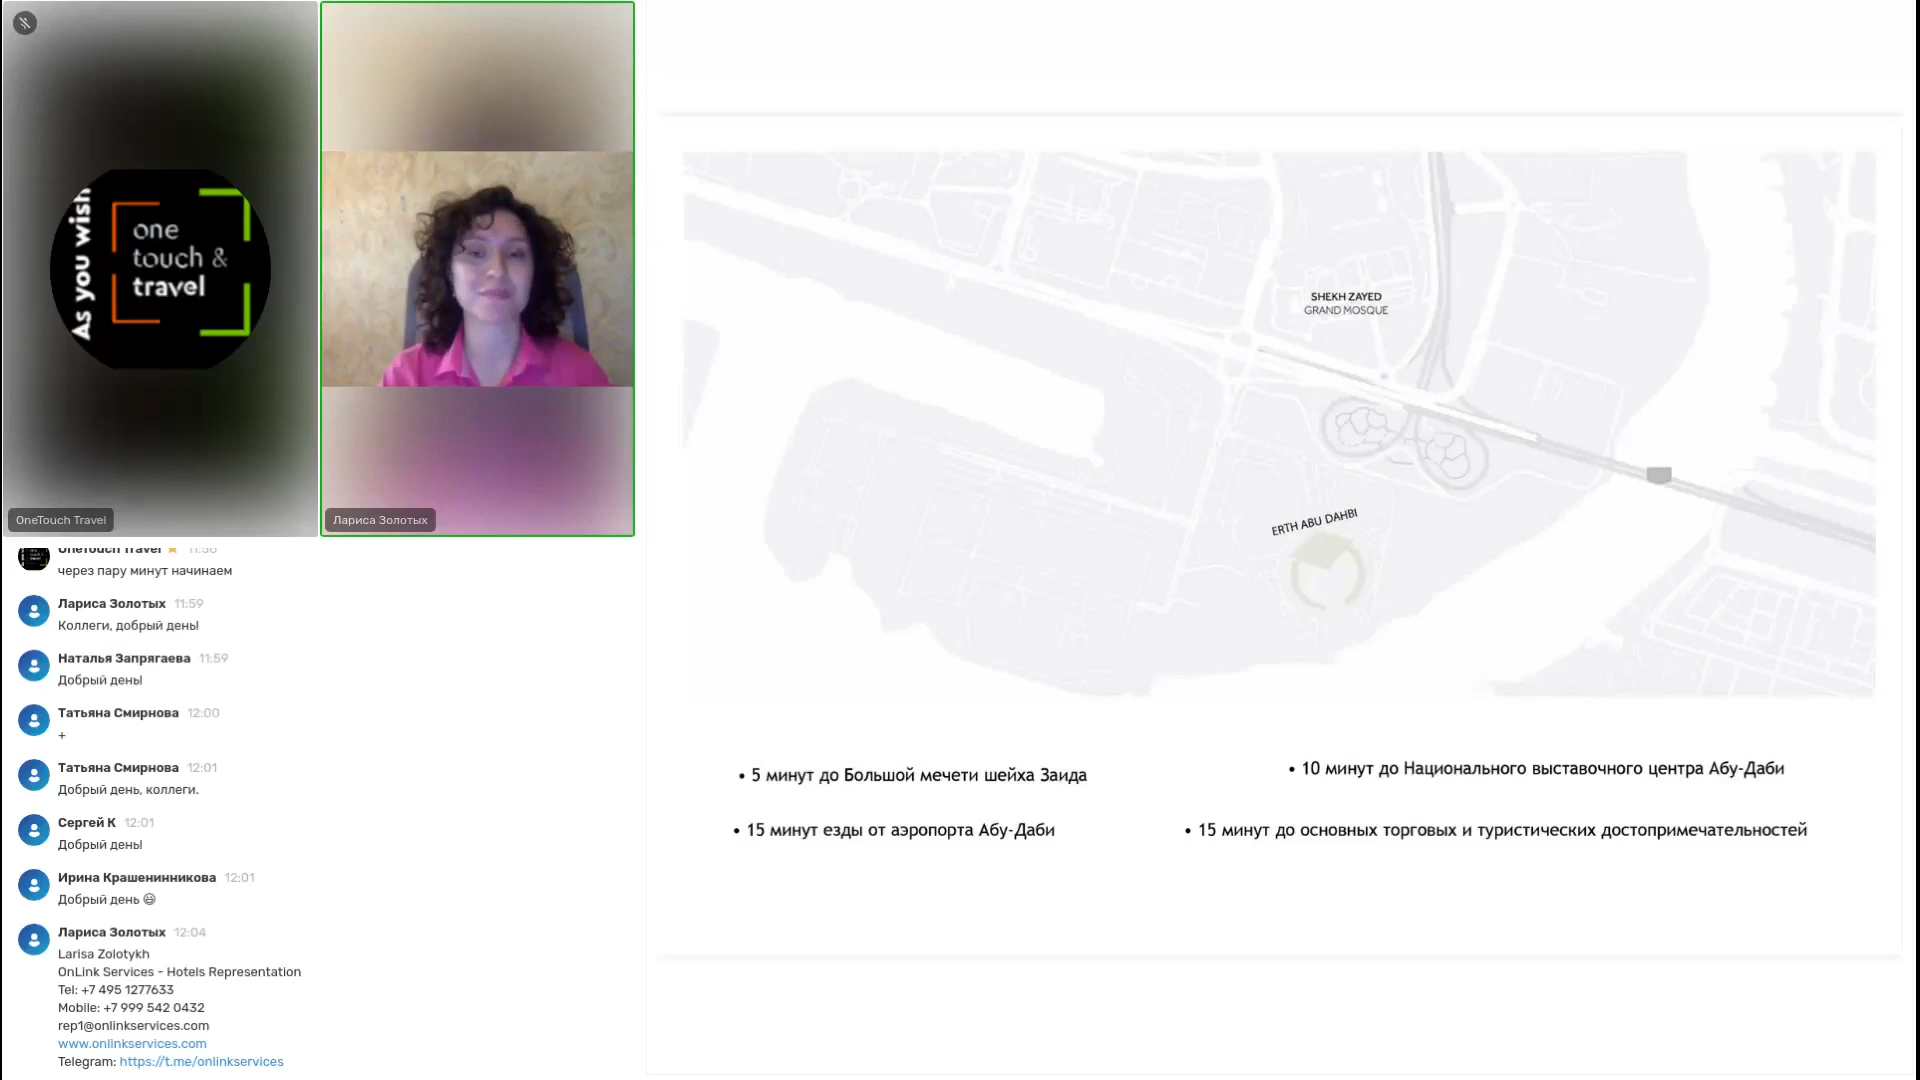 As you wish
one
touch &
travel
OneTouch Travel
Лариса Золотых
OneTouch Travel 11:58
через пару минут начинаем
Лариса Золотых 11:59
Коллеги, добрый день!
Наталья Запрягаева 11:59
Добрый день!
Татьяна Смирнова 12:00
+
Татьяна Смирнова 12:01
Добрый день, коллеги.
Сергей К 12:01
Добрый день!
Ирина Крашенинникова 12:01
Добрый день 😃
Лариса Золотых 12:04
Larisa Zolotykh
OnLink Services - Hotels Representation
Tel: +7 495 1277633
Mobile: +7 999 542 0432
rep1@onlinkservices.com
www.onlinkservices.com
Telegram: https://t.me/onlinkservices
SHEKH ZAYED
GRAND MOSQUE
ERTH ABU DAHBI
• 5 минут до Большой мечети шейха Заида
• 10 минут до Национального выставочного центра Абу-Даби
• 15 минут езды от аэропорта Абу-Даби
• 15 минут до основных торговых и туристических достопримечательностей